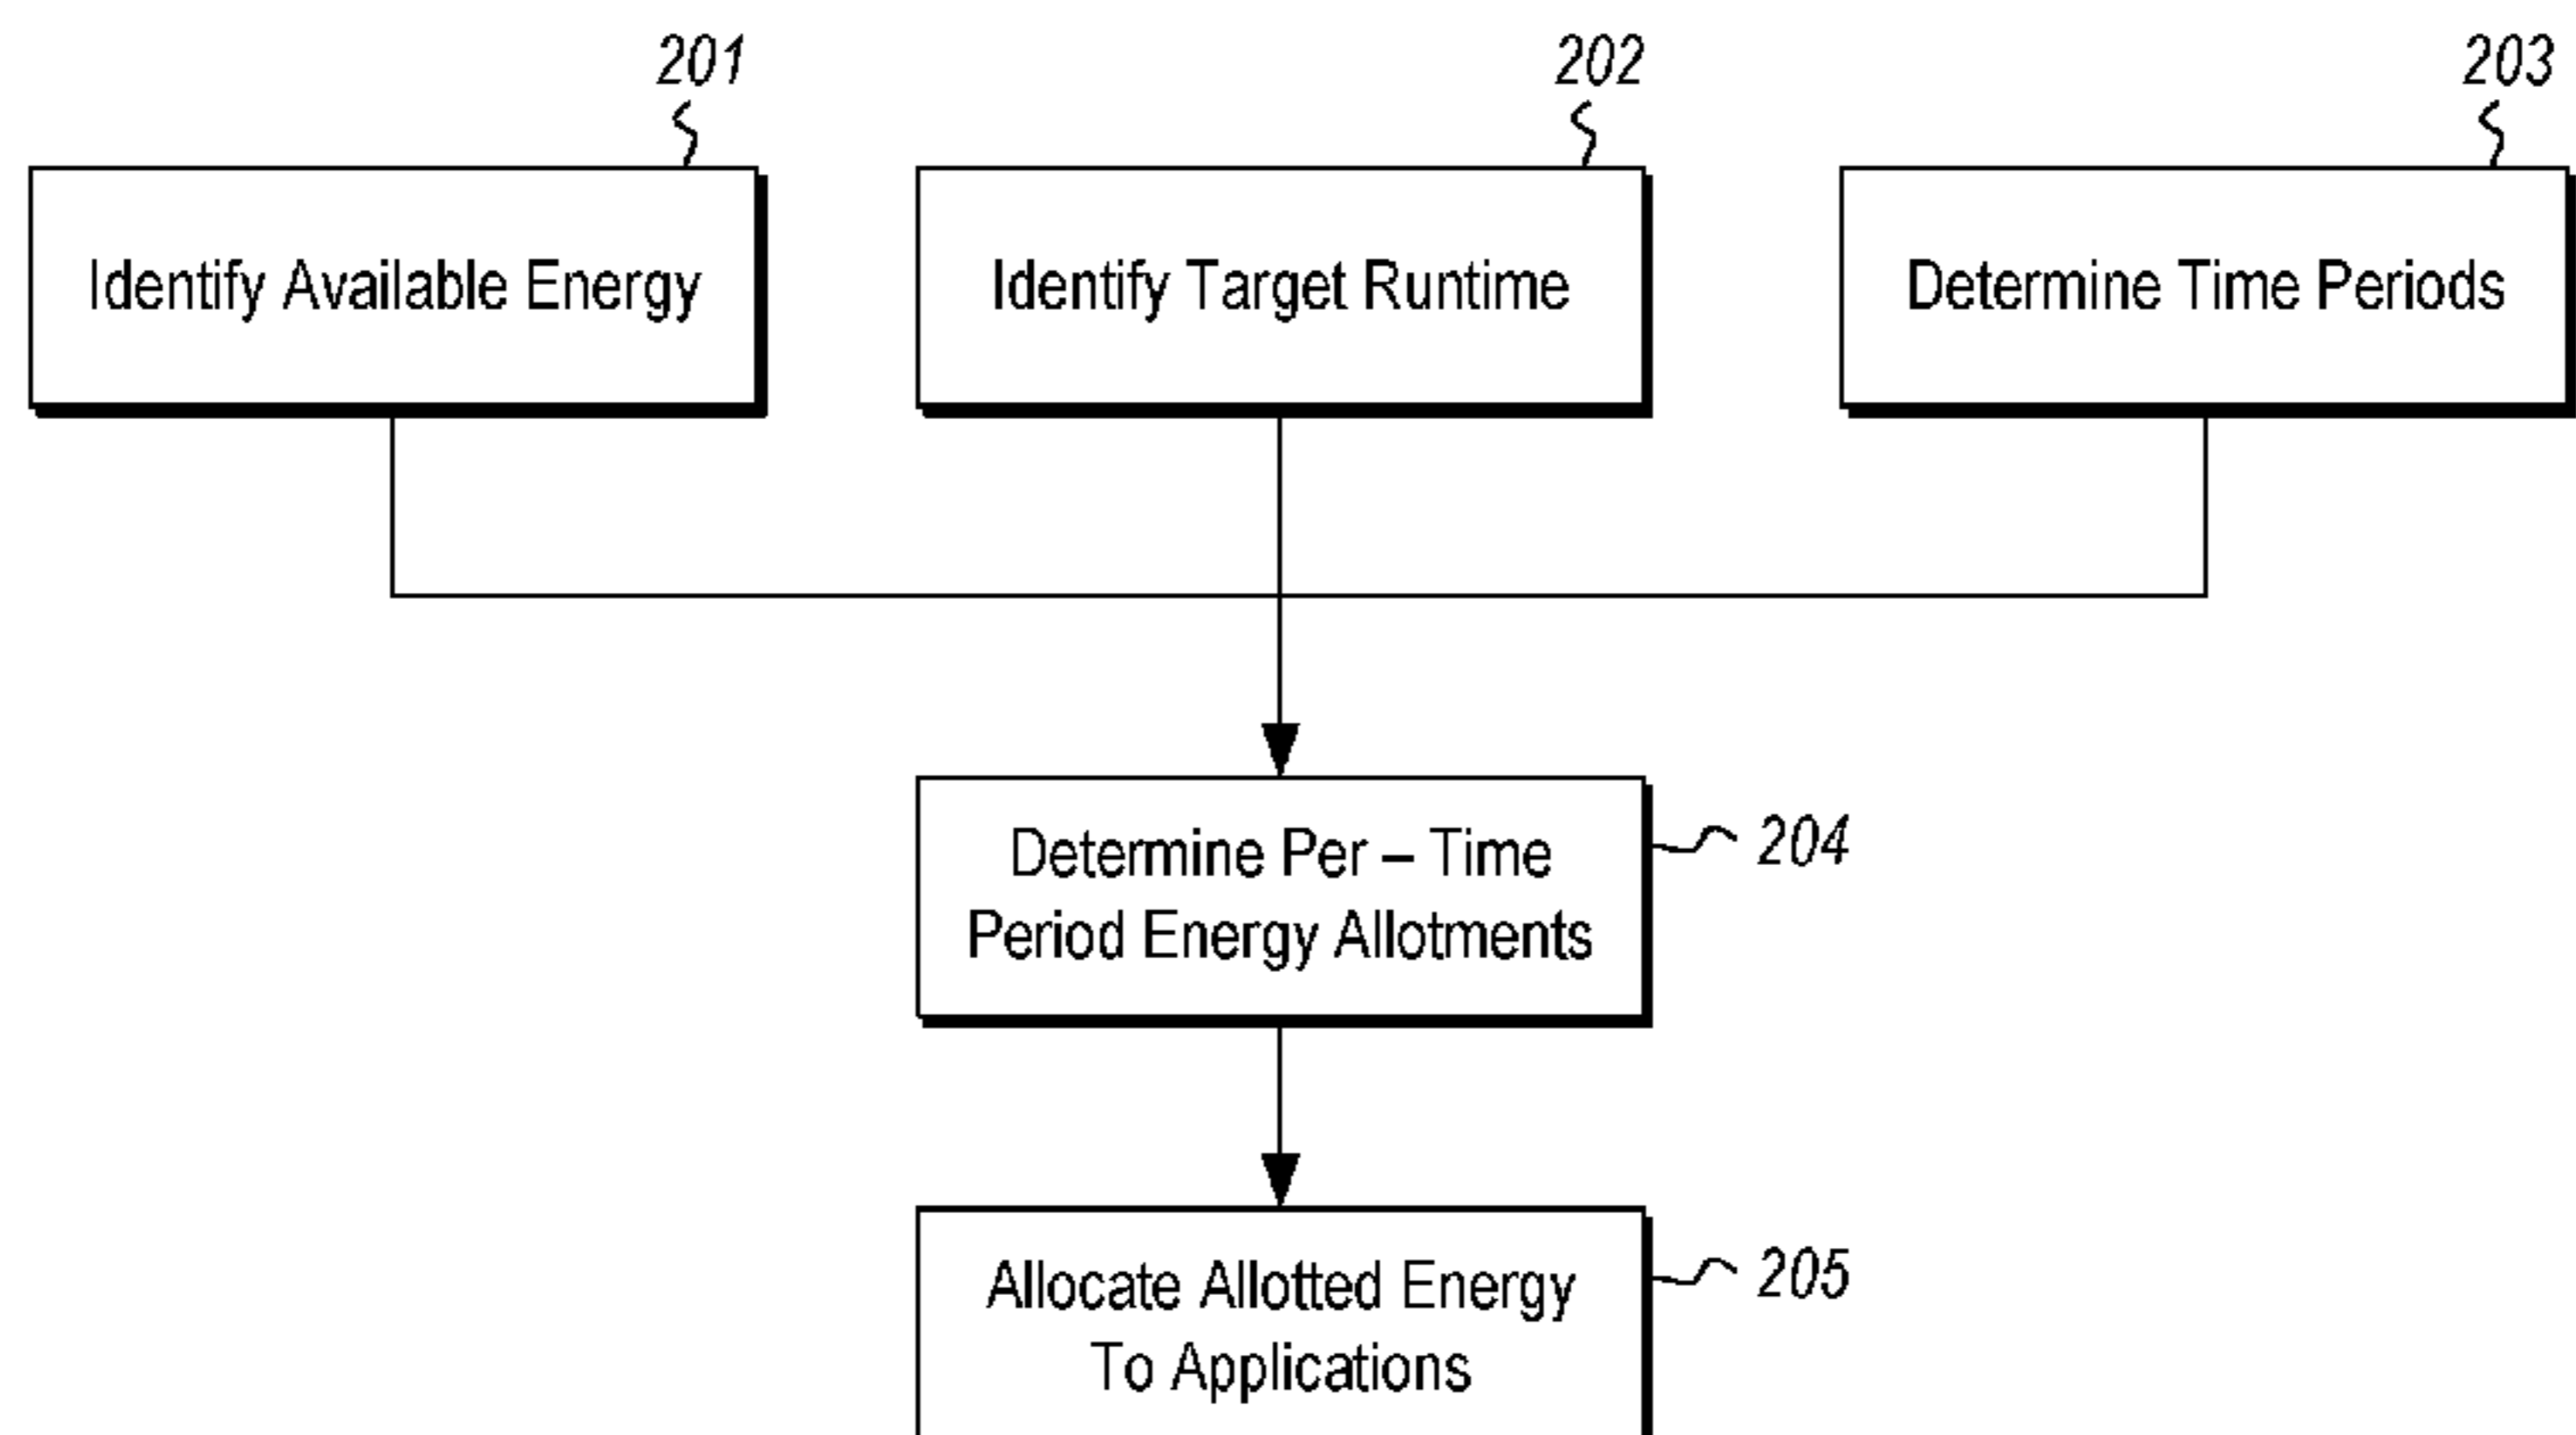 201
202
203
Identify Available Energy
Identify Target Runtime
Determine Time Periods
Determine Per – Time
Period Energy Allotments
204
Allocate Allotted Energy
To Applications
205